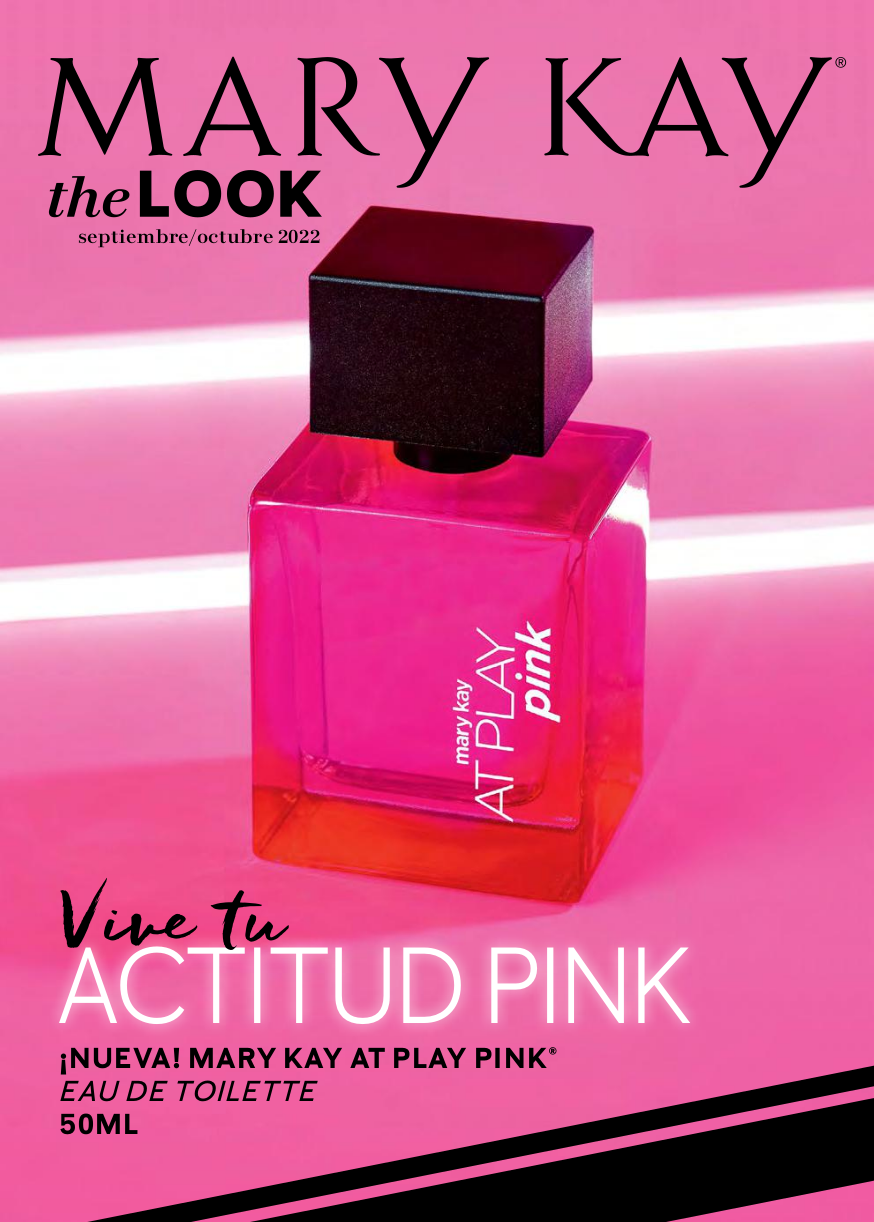 MARY KAY®
the LOOK
septiembre/octubre 2022
mary kay
AT PLAY
pink
Vive tu
ACTITUD PINK
¡NUEVA! MARY KAY AT PLAY PINK®
EAU DE TOILETTE
50ML